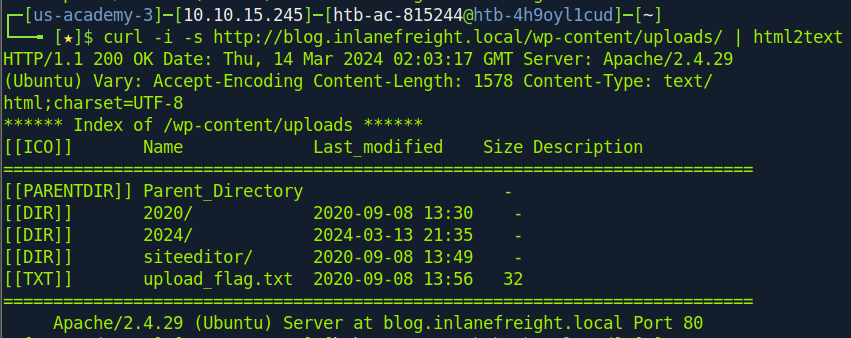 ┌─[us-academy-3]─[10.10.15.245]─[htb-ac-815244@htb-4h9oyl1cud]─[~]
└──╼ [★]$ curl -i -s http://blog.inlanefreight.local/wp-content/uploads/ | html2text
HTTP/1.1 200 OK Date: Thu, 14 Mar 2024 02:03:17 GMT Server: Apache/2.4.29
(Ubuntu) Vary: Accept-Encoding Content-Length: 1578 Content-Type: text/
html;charset=UTF-8
****** Index of /wp-content/uploads ******
[[ICO]]       Name             Last_modified    Size Description
===========================================================================
[[PARENTDIR]] Parent_Directory                    -
[[DIR]]       2020/            2020-09-08 13:30    -
[[DIR]]       2024/            2024-03-13 21:35    -
[[DIR]]       siteeditor/      2020-09-08 13:49    -
[[TXT]]       upload_flag.txt  2020-09-08 13:56   32
===========================================================================
     Apache/2.4.29 (Ubuntu) Server at blog.inlanefreight.local Port 80